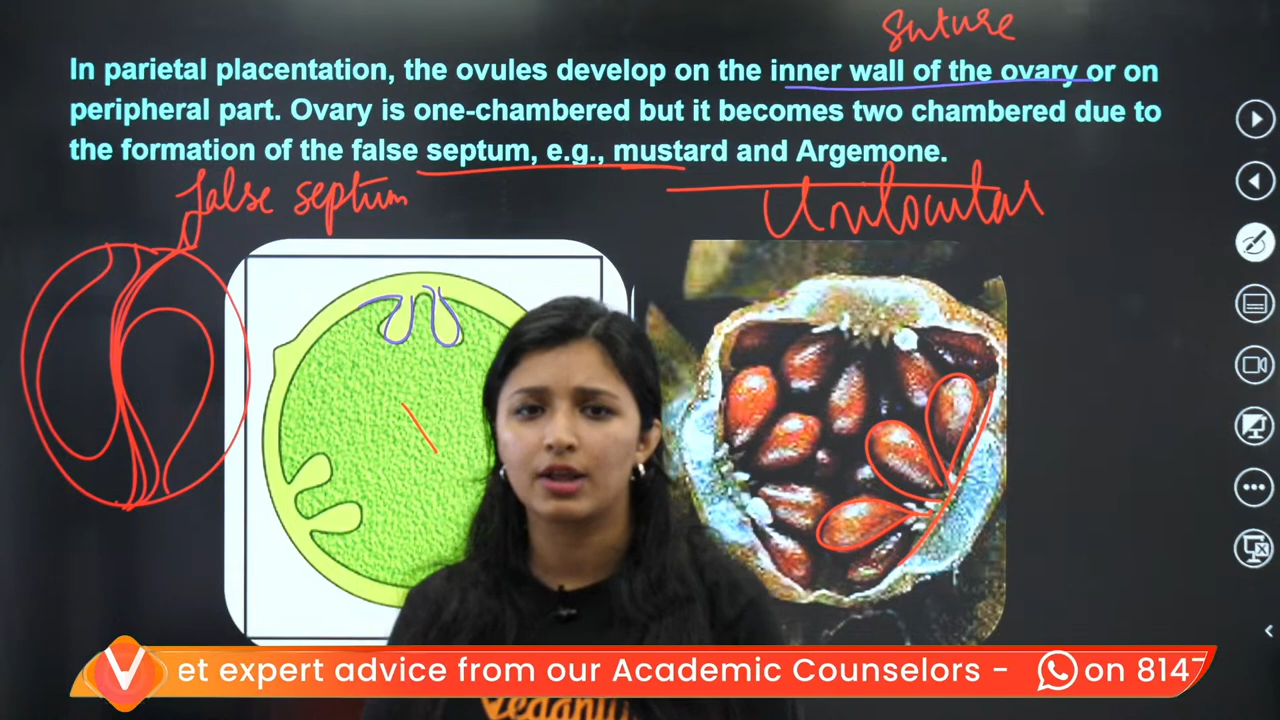 Suture
In parietal placentation, the ovules develop on the inner wall of the ovary or on
peripheral part. Ovary is one-chambered but it becomes two chambered due to
the formation of the false septum, e.g., mustard and Argemone.
false septum
Unilocular
V et expert advice from our Academic Counselors - on 8147